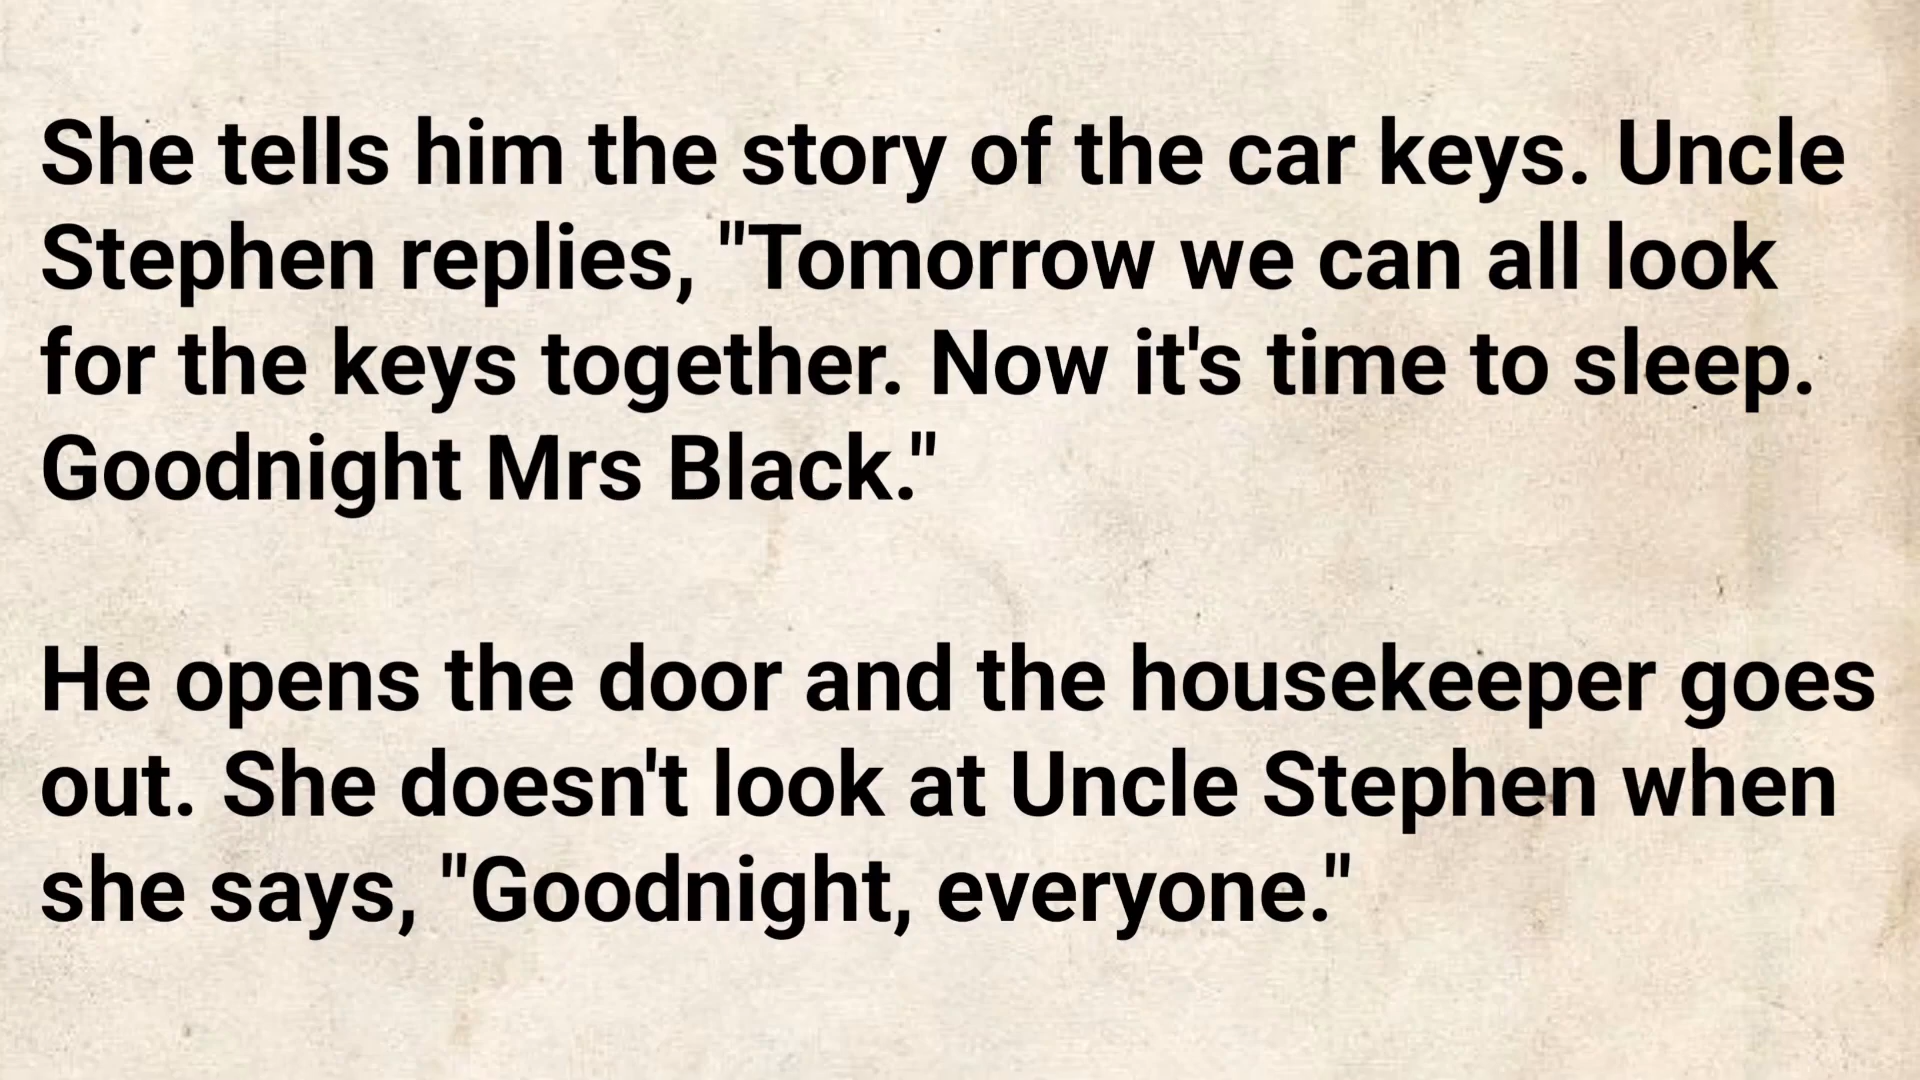 She tells him the story of the car keys. Uncle
Stephen replies, "Tomorrow we can all look
for the keys together. Now it's time to sleep.
Goodnight Mrs Black."
He opens the door and the housekeeper goes
out. She doesn't look at Uncle Stephen when
she says, "Goodnight, everyone."